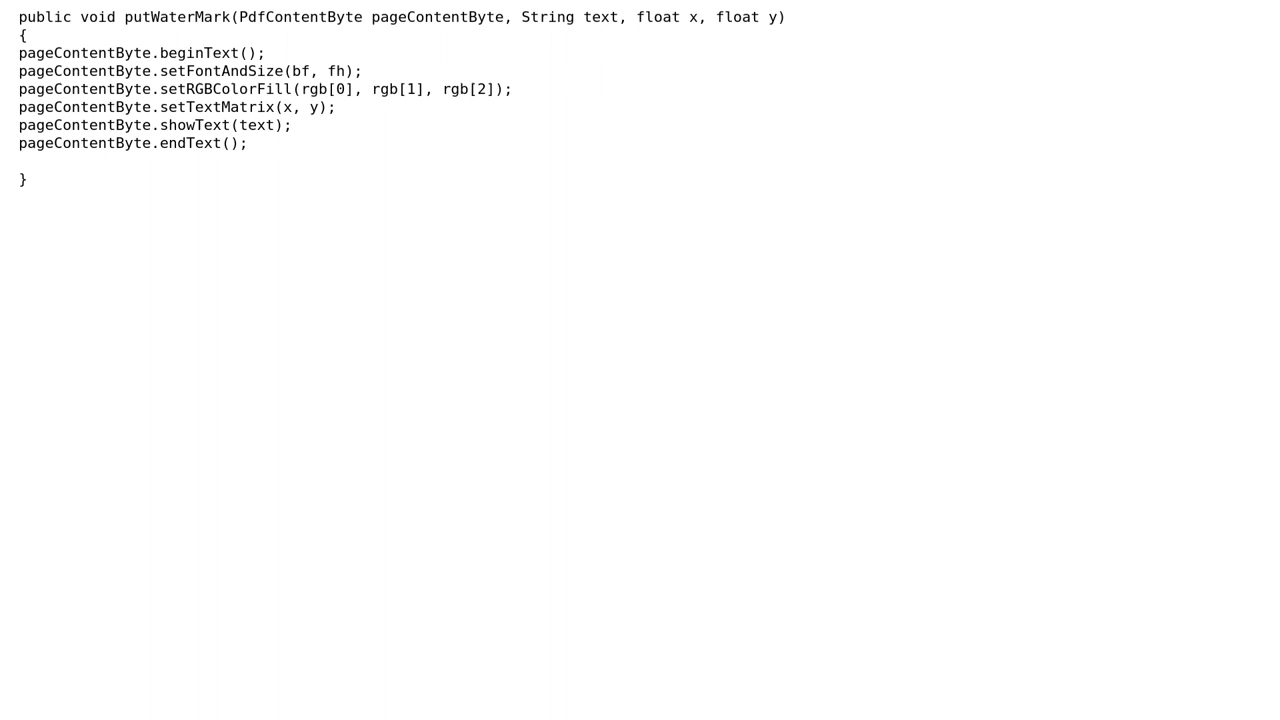 public void putWaterMark(PdfContentByte pageContentByte, String text, float x, float y)
{
pageContentByte.beginText();
pageContentByte.setFontAndSize(bf, fh);
pageContentByte.setRGBColorFill(rgb[0], rgb[1], rgb[2]);
pageContentByte.setTextMatrix(x, y);
pageContentByte.showText(text);
pageContentByte.endText();

}